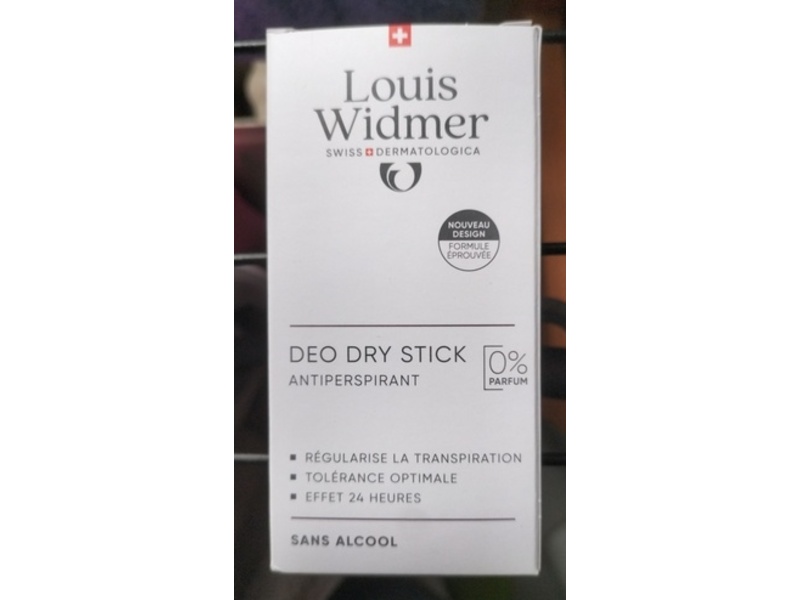 Louis
Widmer
SWISS DERMATOLOGICA
NOUVEAU
DESIGN
FORMULE
ÉPROUVÉE
DEO DRY STICK
ANTIPERSPIRANT
0%
PARFUM
RÉGULARISE LA TRANSPIRATION
TOLÉRANCE OPTIMALE
EFFET 24 HEURES
SANS ALCOOL